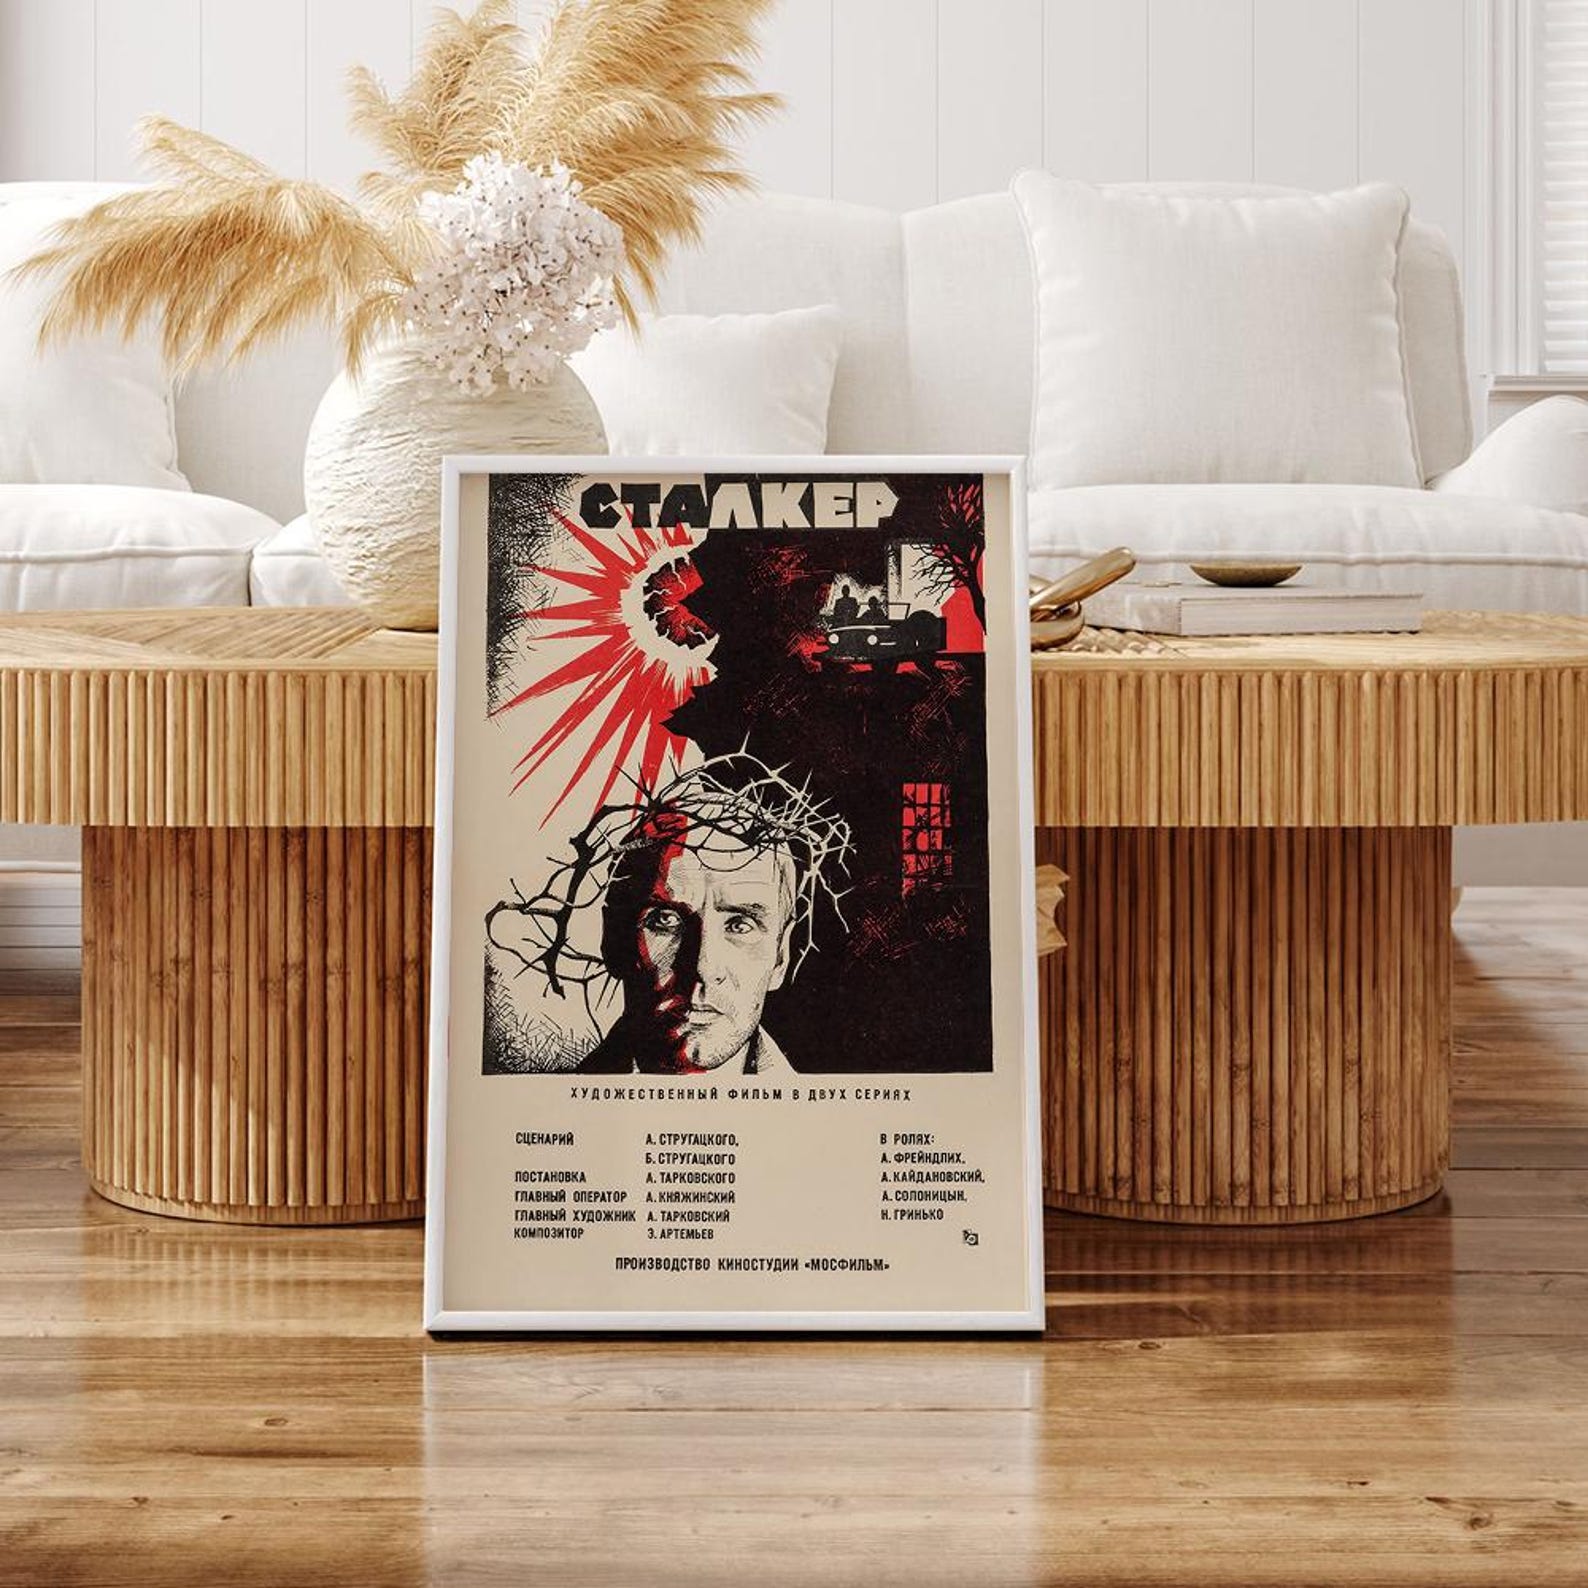 СТАЛКЕР
ХУДОЖЕСТВЕННЫЙ ФИЛЬМ В ДВУХ СЕРИЯХ
СЦЕНАРИЙ А. СТРУГАЦКОГО,
Б. СТРУГАЦКОГО
ПОСТАНОВКА А. ТАРКОВСКОГО
ГЛАВНЫЙ ОПЕРАТОР А. КНЯЖИНСКИЙ
ГЛАВНЫЙ ХУДОЖНИК А. ТАРКОВСКИЙ
КОМПОЗИТОР Э. АРТЕМЬЕВ
В РОЛЯХ:
А. ФРЕЙНДЛИХ,
А. КАЙДАНОВСКИЙ,
А. СОЛОНИЦЫН,
Н. ГРИНЬКО
ПРОИЗВОДСТВО КИНОСТУДИИ «МОСФИЛЬМ»